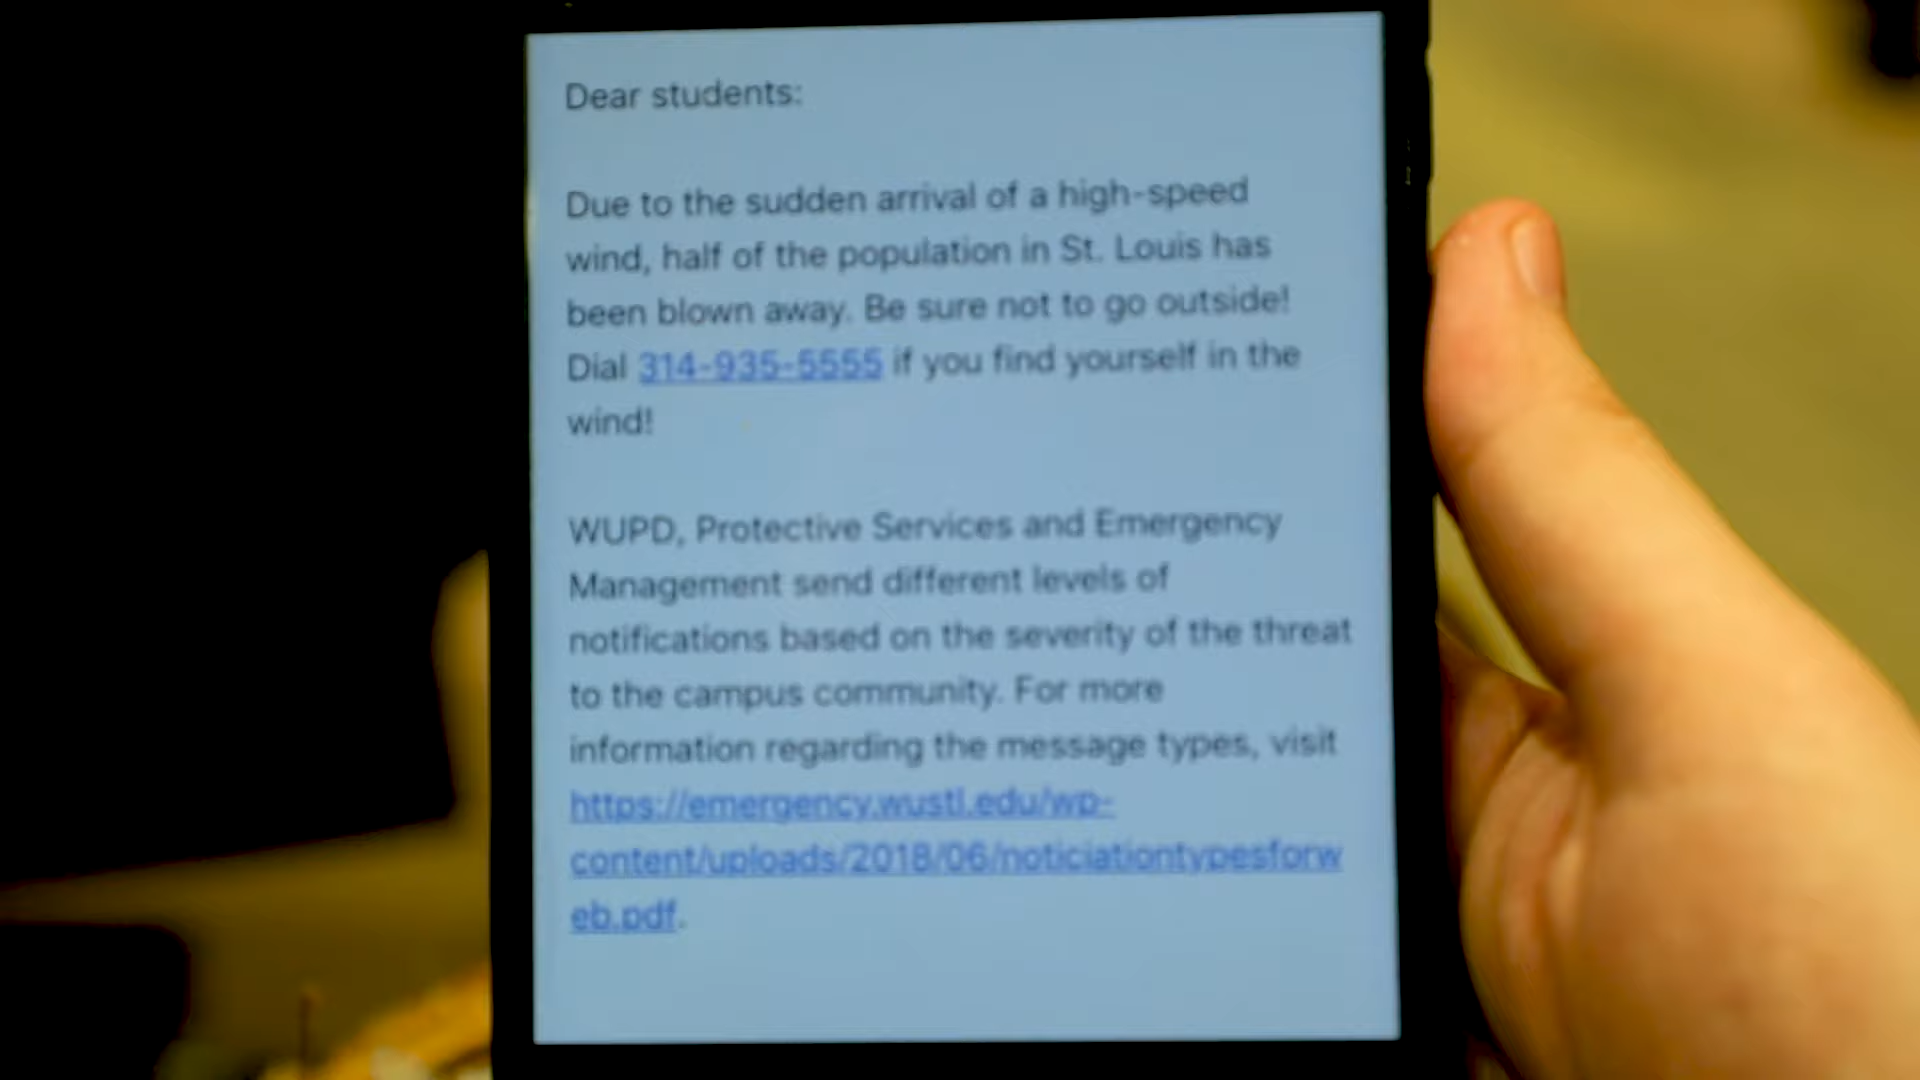 Dear students:
Due to the sudden arrival of a high-speed
wind, half of the population in St. Louis has
been blown away. Be sure not to go outside!
Dial 314-935-5555 if you find yourself in the
wind!
WUPD, Protective Services and Emergency
Management send different levels of
notifications based on the severity of the threat
to the campus community. For more
information regarding the message types, visit
https://emergency.wustl.edu/wp-
content/uploads/2018/06/noticiationtypesforw
eb.pdf.